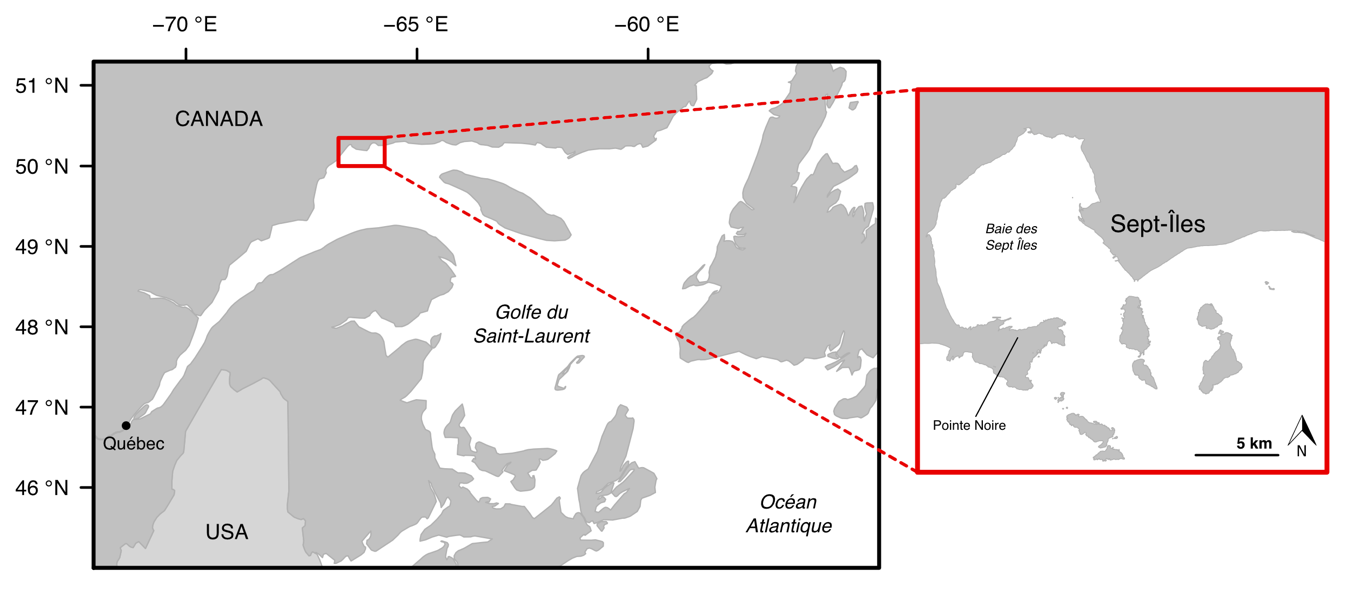 −70 °E
−65 °E
−60 °E
51 °N
50 °N
49 °N
48 °N
47 °N
46 °N
CANADA
Golfe du
Saint-Laurent
Québec
USA
Océan
Atlantique
Baie des
Sept Îles
Sept-Îles
Pointe Noire
5 km
N